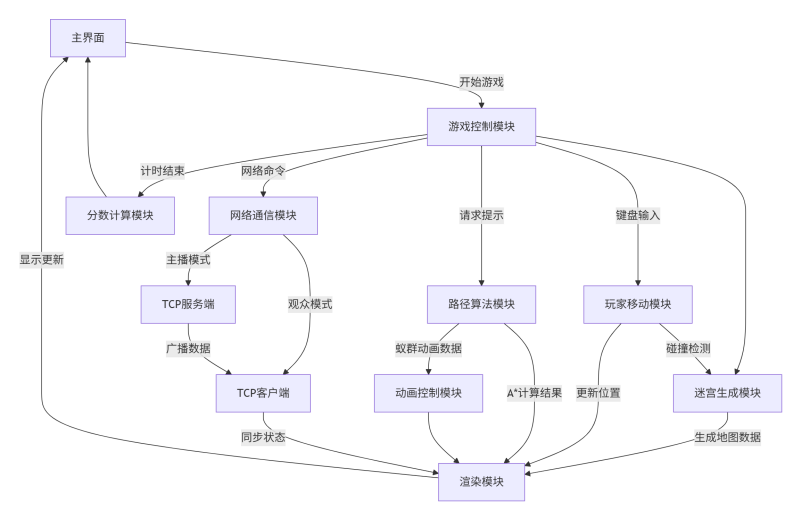 主界面
开始游戏
游戏控制模块
计时结束
网络命令
分数计算模块
网络通信模块
请求提示
键盘输入
显示更新
主播模式
TCP服务端
观众模式
路径算法模块
玩家移动模块
广播数据
蚁群动画数据
碰撞检测
TCP客户端
动画控制模块
A*计算结果
更新位置
迷宫生成模块
同步状态
生成地图数据
渲染模块